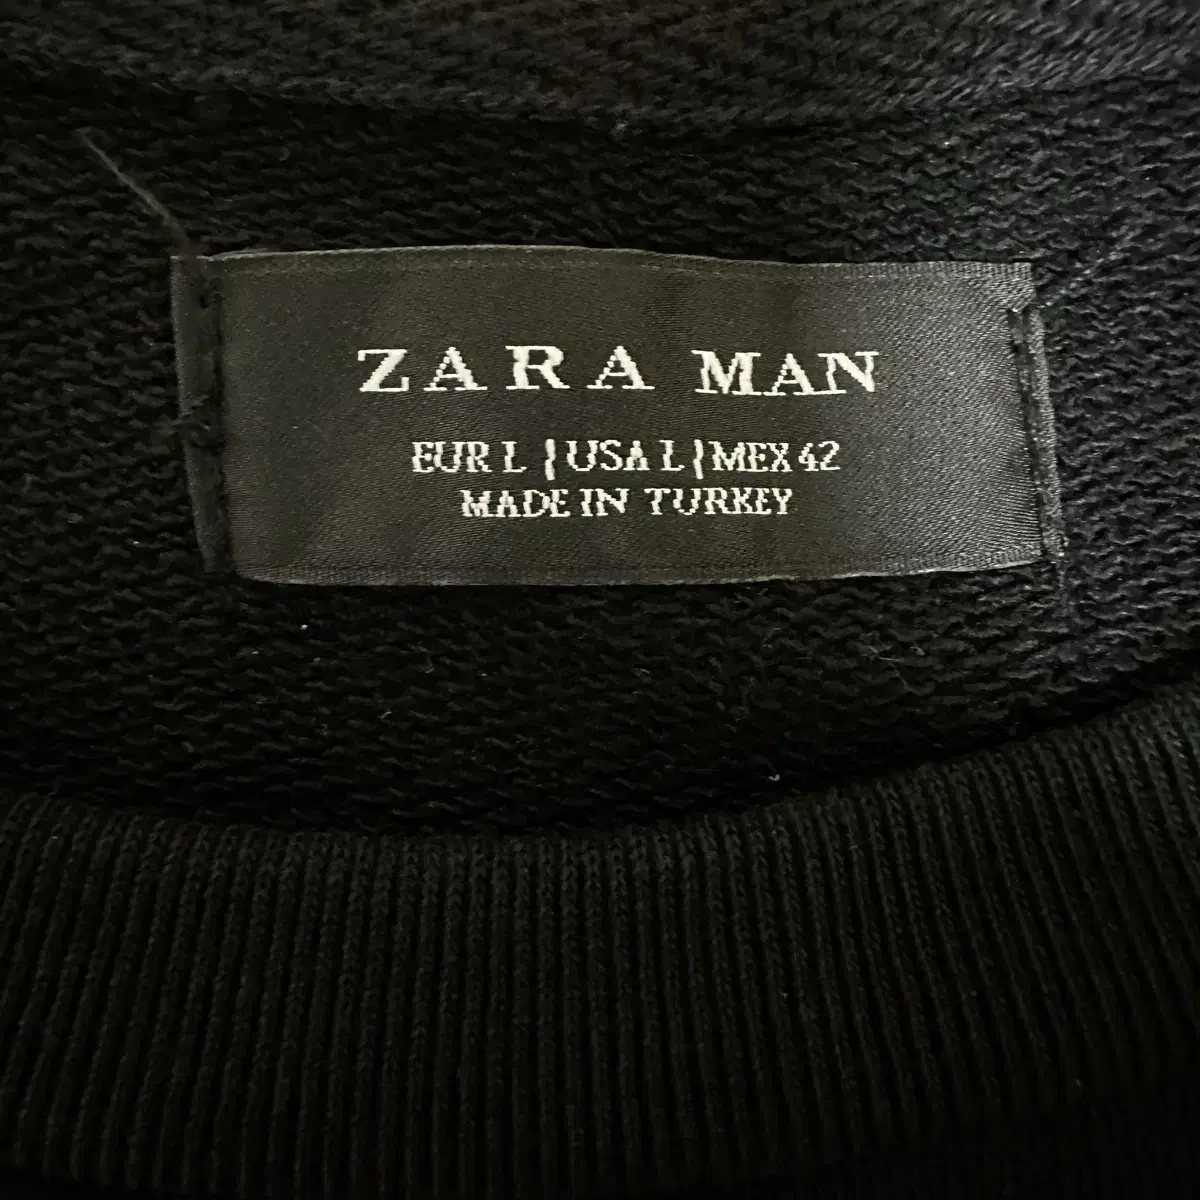 ZARA MAN
EUR L | USA L | MEX 42
MADE IN TURKEY